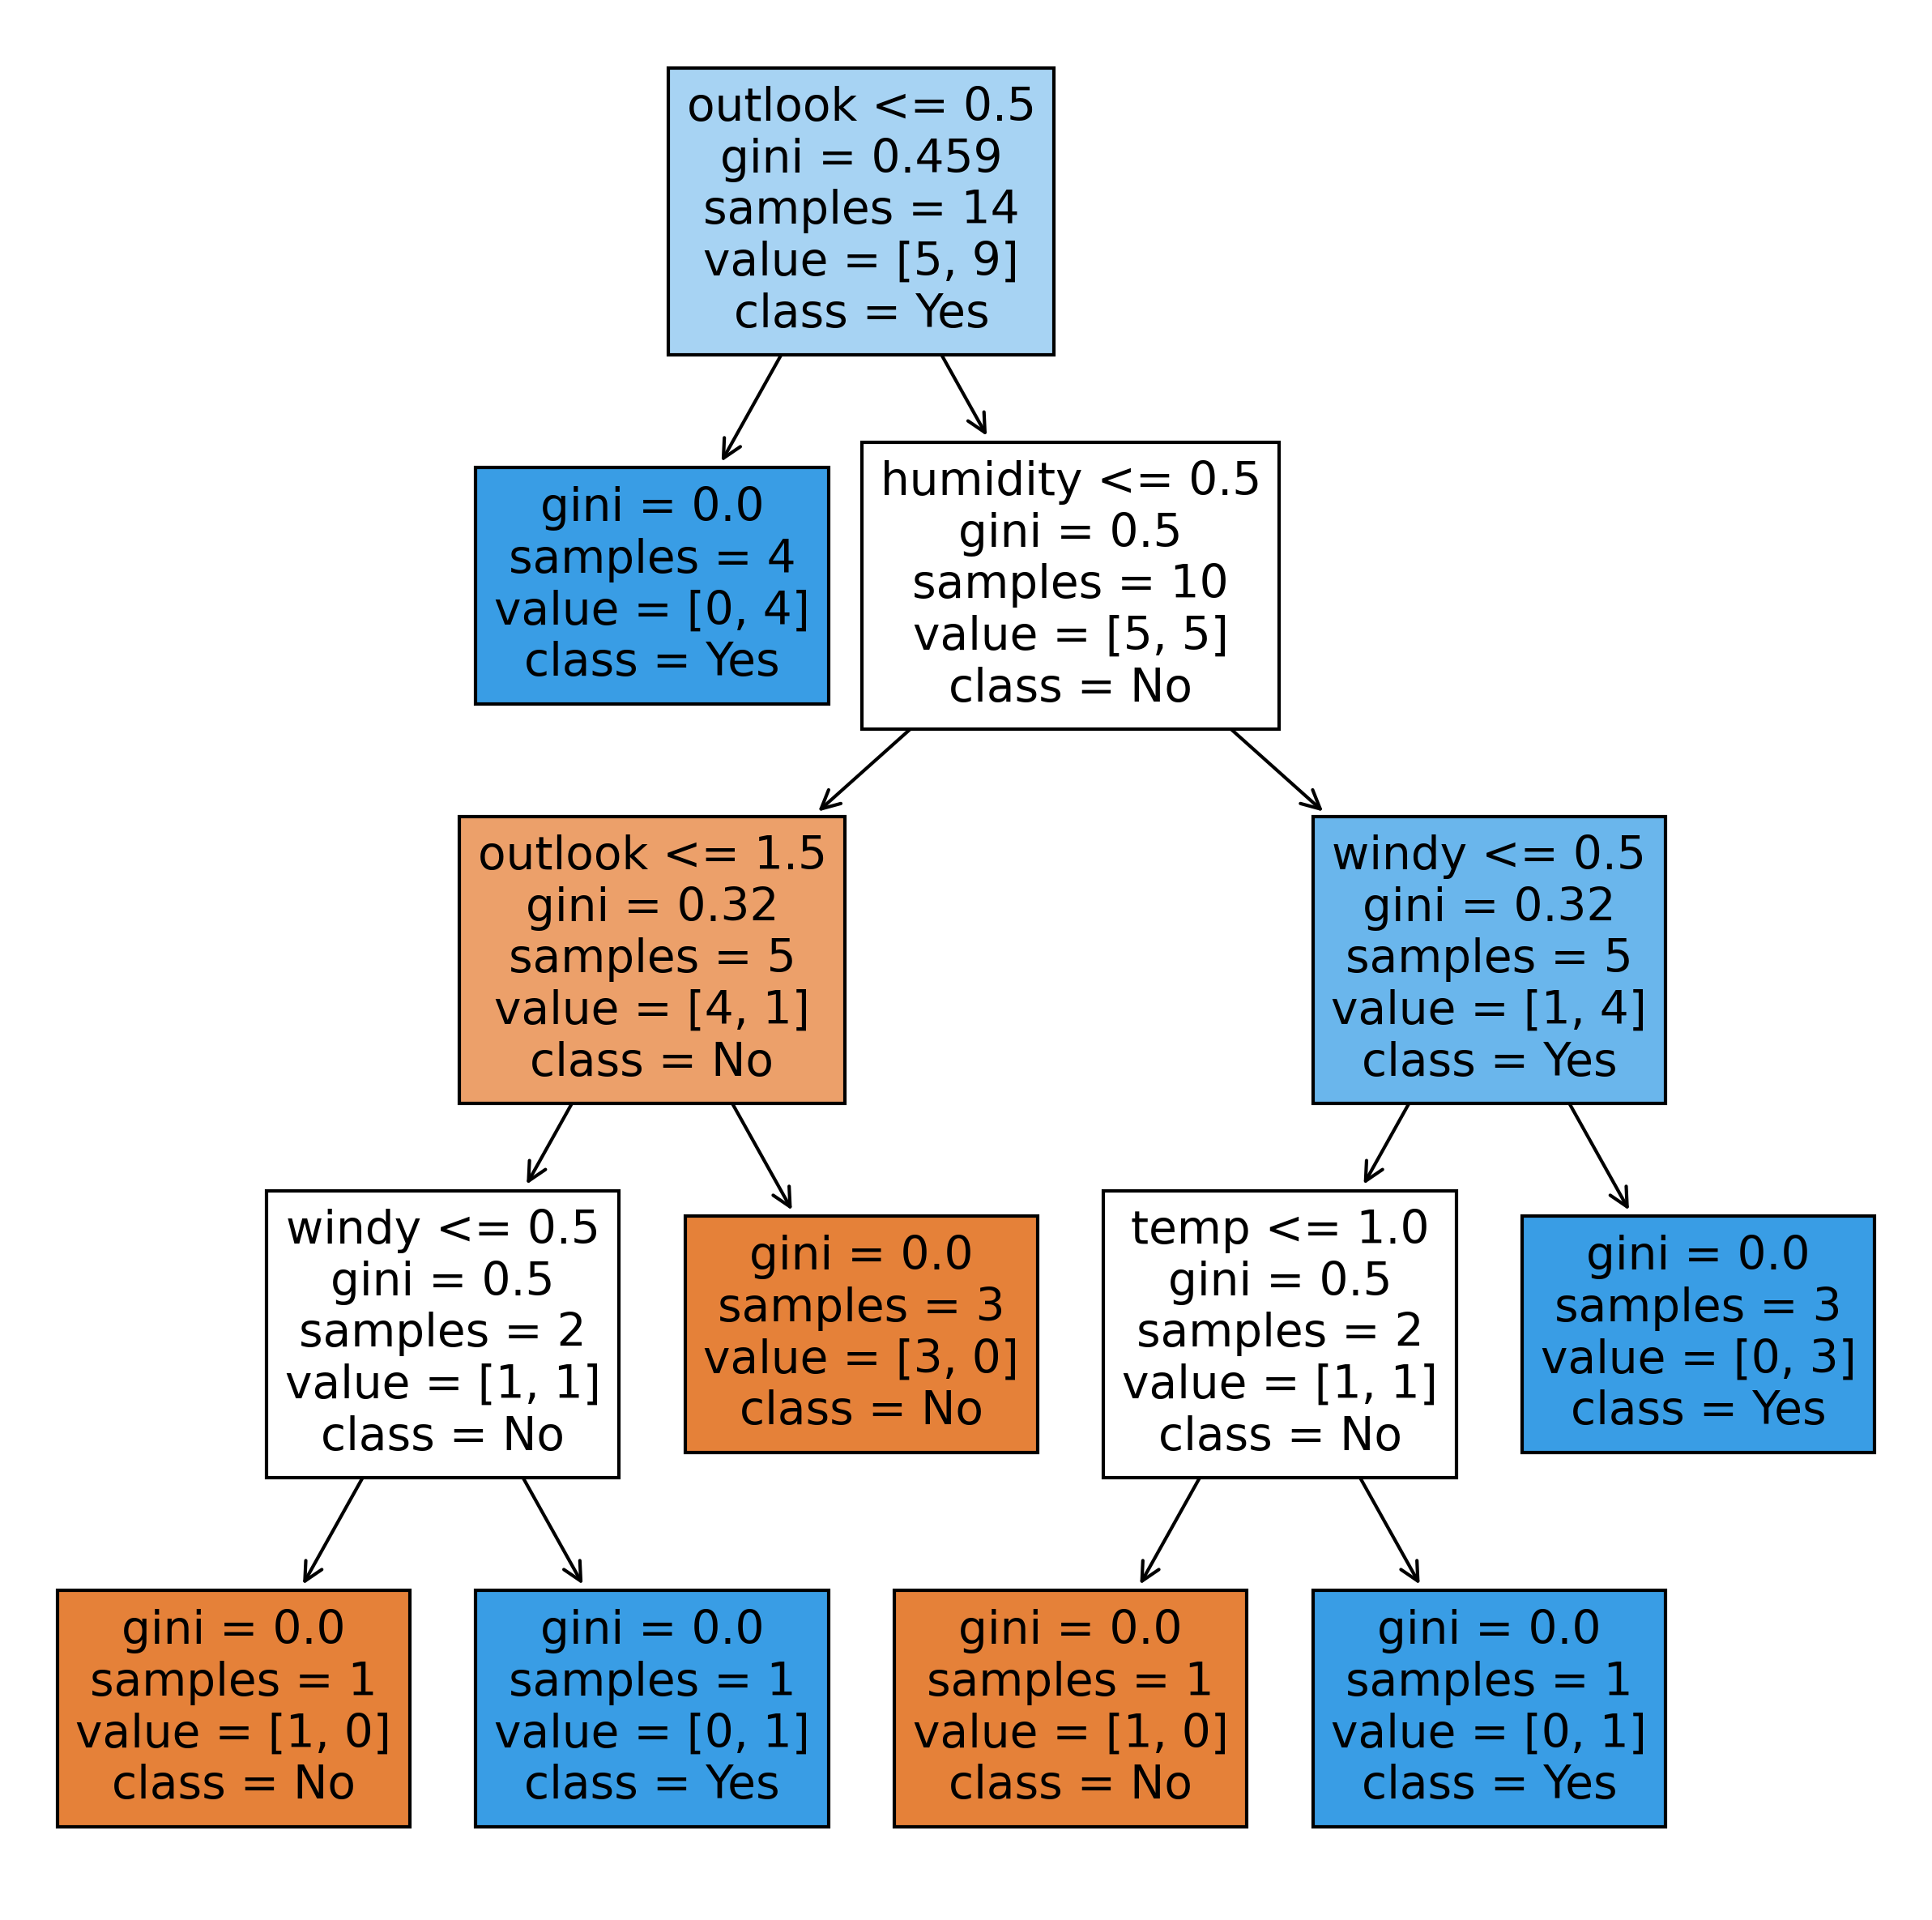 outlook <= 0.5
gini = 0.459
samples = 14
value = [5, 9]
class = Yes
gini = 0.0
samples = 4
value = [0, 4]
class = Yes
humidity <= 0.5
gini = 0.5
samples = 10
value = [5, 5]
class = No
outlook <= 1.5
gini = 0.32
samples = 5
value = [4, 1]
class = No
windy <= 0.5
gini = 0.32
samples = 5
value = [1, 4]
class = Yes
windy <= 0.5
gini = 0.5
samples = 2
value = [1, 1]
class = No
gini = 0.0
samples = 3
value = [3, 0]
class = No
temp <= 1.0
gini = 0.5
samples = 2
value = [1, 1]
class = No
gini = 0.0
samples = 3
value = [0, 3]
class = Yes
gini = 0.0
samples = 1
value = [1, 0]
class = No
gini = 0.0
samples = 1
value = [0, 1]
class = Yes
gini = 0.0
samples = 1
value = [1, 0]
class = No
gini = 0.0
samples = 1
value = [0, 1]
class = Yes